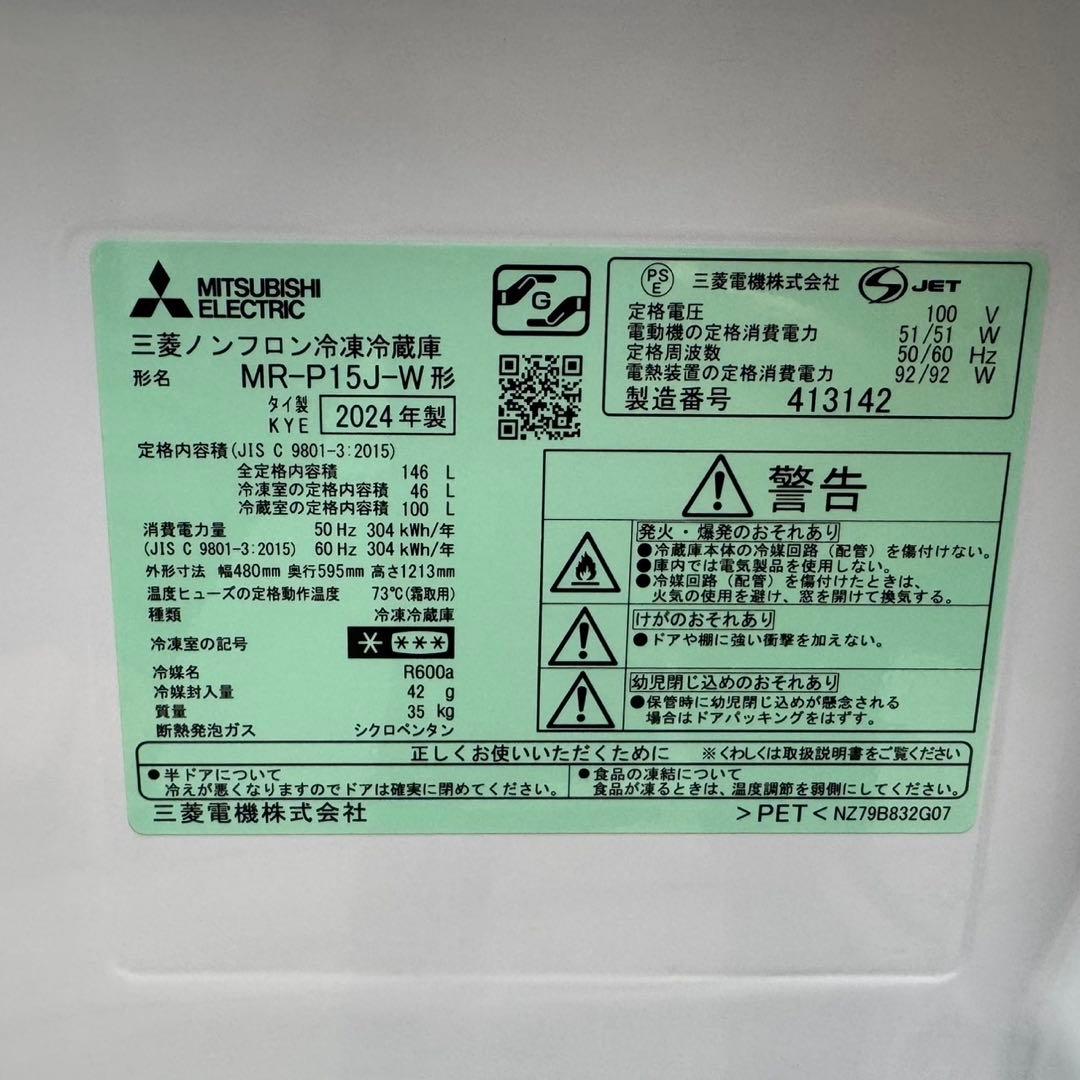 MITSUBISHI
ELECTRIC
三菱ノンフロン冷凍冷蔵庫
形名 MR-P15J-W形
タイ製
KYE 2024年製
定格内容積(JIS C 9801-3:2015)
全定格内容積 146 L
冷凍室の定格内容積 46 L
冷蔵室の定格内容積 100 L
消費電力量 50Hz 304kWh/年
(JIS C 9801-3:2015) 60Hz 304kWh/年
外形寸法 幅480mm 奥行595mm 高さ1213mm
温度ヒューズの定格動作温度 73℃(霜取用)
種類 冷凍冷蔵庫
冷凍室の記号 * ***
冷媒名 R600a
冷媒封入量 42 g
質量 35 kg
断熱発泡ガス シクロペンタン
G
PS
E 三菱電機株式会社 JET
定格電圧 100 V
電動機の定格消費電力 51/51 W
定格周波数 50/60 Hz
電熱装置の定格消費電力 92/92 W
製造番号 413142
警告
発火・爆発のおそれあり
●冷蔵庫本体の冷媒回路(配管)を傷付けない。
●庫内では電気製品を使用しない。
●冷媒回路(配管)を傷付けたときは、
火気の使用を避け、窓を開けて換気する。
けがのおそれあり
●ドアや棚に強い衝撃を加えない。
幼児閉じ込めのおそれあり
●保管時に幼児閉じ込めが懸念される
場合はドアパッキングをはずす。
正しくお使いいただくために ※くわしくは取扱説明書をご覧ください
●半ドアについて
冷えが悪くなりますのでドアは確実に閉めてください。
●食品の凍結について
食品が凍るときは、温度調節を弱側にしてください。
三菱電機株式会社 >PET< NZ79B832G07